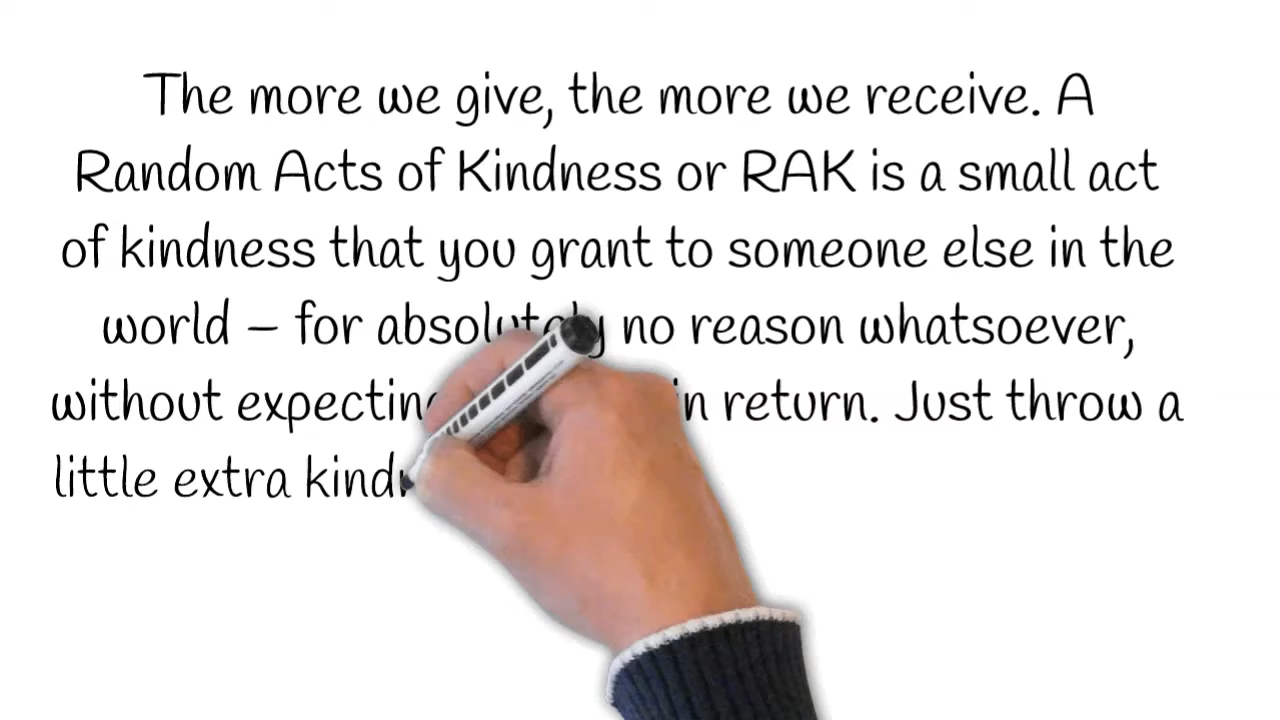 The more we give, the more we receive. A
Random Acts of Kindness or RAK is a small act
of kindness that you grant to someone else in the
world – for absolutely no reason whatsoever,
without expecting in return. Just throw a
little extra